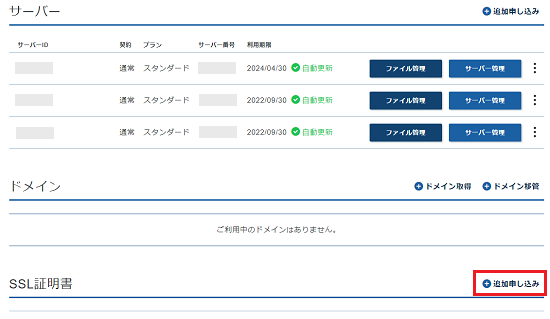 サーバー 追加申し込み
サーバーID 契約 プラン サーバー番号 利用期限
通常 スタンダード 2024/04/30 自動更新 ファイル管理 サーバー管理
通常 スタンダード 2022/09/30 自動更新 ファイル管理 サーバー管理
通常 スタンダード 2022/09/30 自動更新 ファイル管理 サーバー管理
ドメイン ドメイン取得 ドメイン移管
ご利用中のドメインはありません。
SSL証明書 追加申し込み